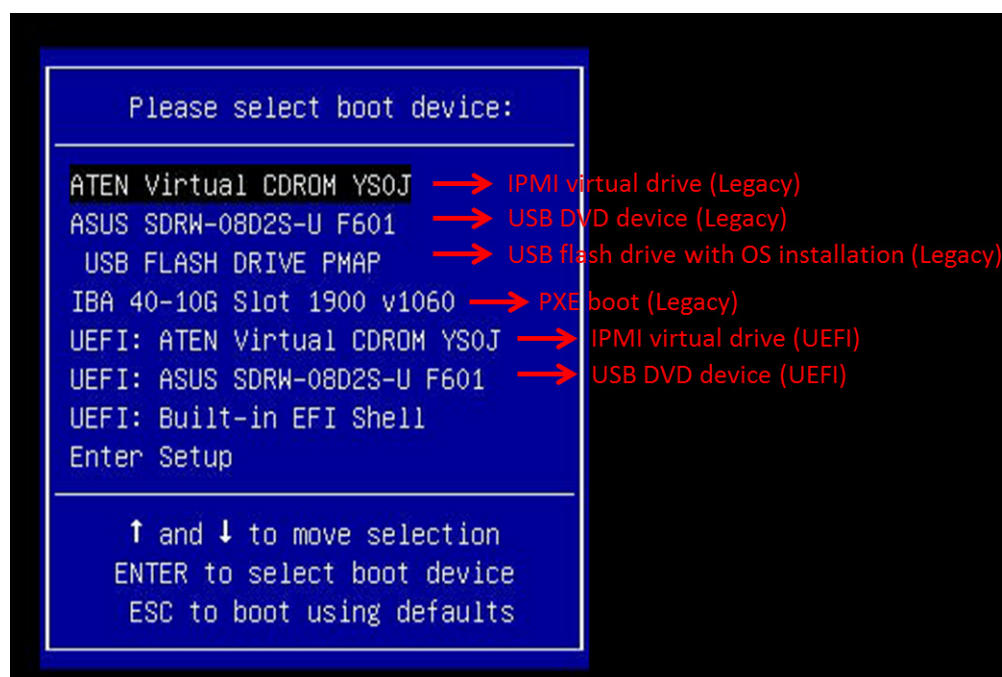 Please select boot device:
ATEN Virtual CDROM YS0J → IPMI virtual drive (Legacy)
ASUS SDRW-08D2S-U F601 → USB DVD device (Legacy)
USB FLASH DRIVE PMAP → USB flash drive with OS installation (Legacy)
IBA 40-10G Slot 1900 v1060 → PXE boot (Legacy)
UEFI: ATEN Virtual CDROM YS0J → IPMI virtual drive (UEFI)
UEFI: ASUS SDRW-08D2S-U F601 → USB DVD device (UEFI)
UEFI: Built-in EFI Shell
Enter Setup
↑ and ↓ to move selection
ENTER to select boot device
ESC to boot using defaults